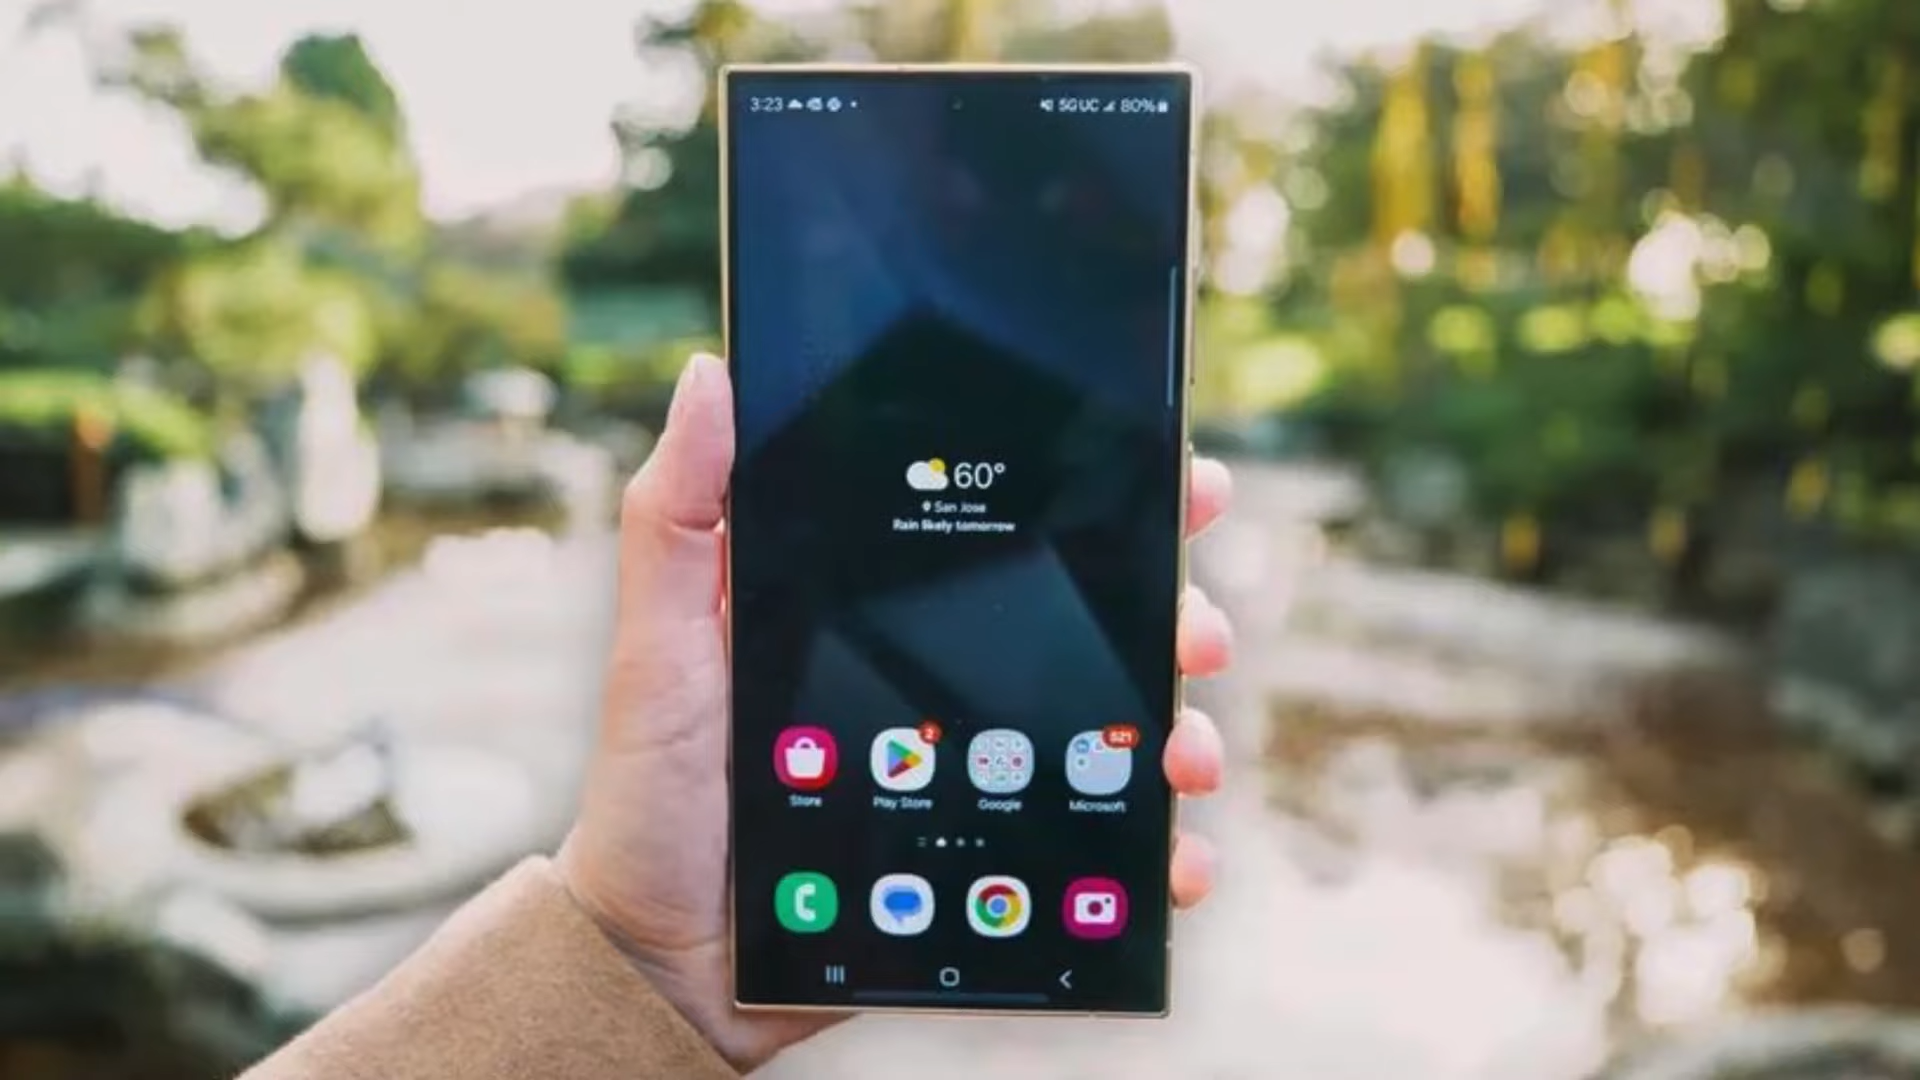 3:23 5G UC 80%
60°
San Jose
Rain likely tomorrow
2 521
Store Play Store Google Microsoft